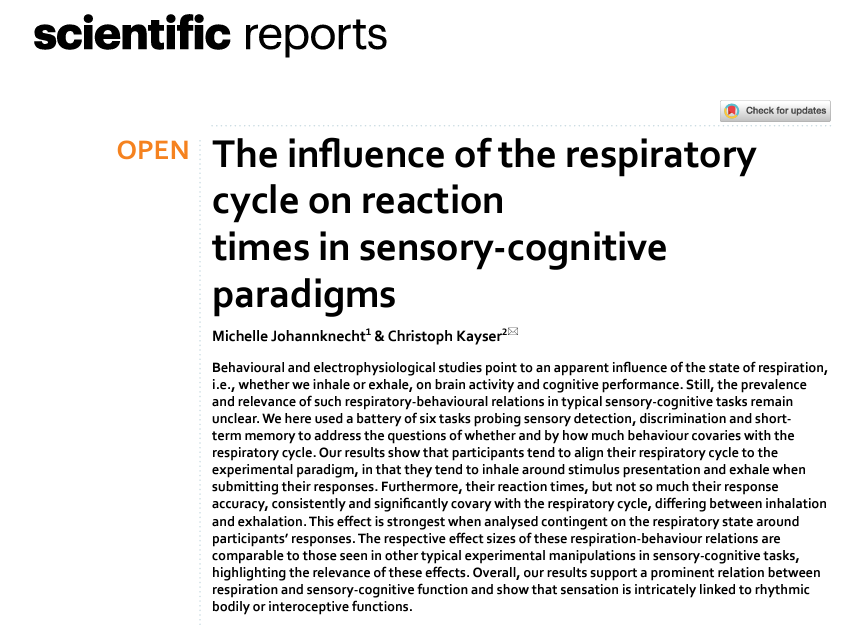 scientific reports
Check for updates
OPEN
The influence of the respiratory
cycle on reaction
times in sensory-cognitive
paradigms
Michelle Johannknecht1 & Christoph Kayser2✉
Behavioural and electrophysiological studies point to an apparent influence of the state of respiration,
i.e., whether we inhale or exhale, on brain activity and cognitive performance. Still, the prevalence
and relevance of such respiratory-behavioural relations in typical sensory-cognitive tasks remain
unclear. We here used a battery of six tasks probing sensory detection, discrimination and short-
term memory to address the questions of whether and by how much behaviour covaries with the
respiratory cycle. Our results show that participants tend to align their respiratory cycle to the
experimental paradigm, in that they tend to inhale around stimulus presentation and exhale when
submitting their responses. Furthermore, their reaction times, but not so much their response
accuracy, consistently and significantly covary with the respiratory cycle, differing between inhalation
and exhalation. This effect is strongest when analysed contingent on the respiratory state around
participants’ responses. The respective effect sizes of these respiration-behaviour relations are
comparable to those seen in other typical experimental manipulations in sensory-cognitive tasks,
highlighting the relevance of these effects. Overall, our results support a prominent relation between
respiration and sensory-cognitive function and show that sensation is intricately linked to rhythmic
bodily or interoceptive functions.